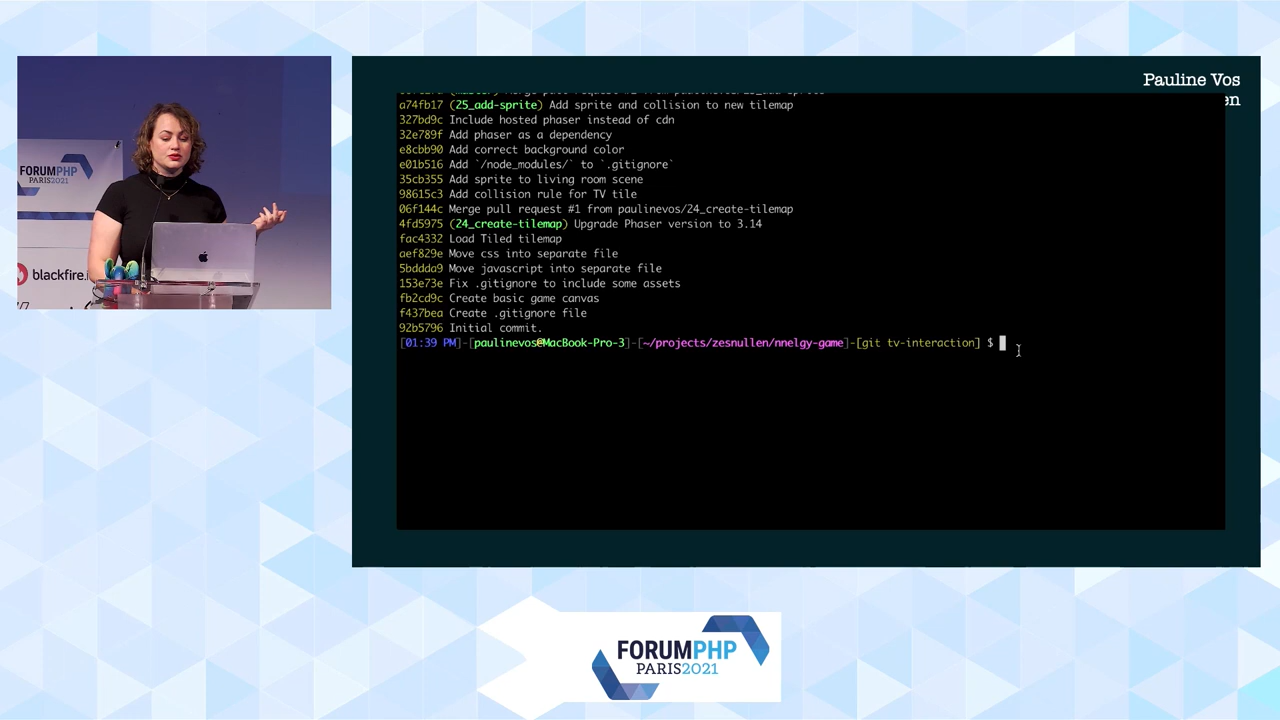 Pauline Vos
en
a74fb17 (25_add-sprite) Add sprite and collision to new tilemap
327bd9c Include hosted phaser instead of cdn
32e789f Add phaser as a dependency
e8cbb90 Add correct background color
e01b516 Add `/node_modules/` to `.gitignore`
35cb355 Add sprite to living room scene
98615c3 Add collision rule for TV tile
06f144c Merge pull request #1 from paulinevos/24_create-tilemap
4fd5975 (24_create-tilemap) Upgrade Phaser version to 3.14
fac4332 Load Tiled tilemap
aef829e Move css into separate file
5bddda9 Move javascript into separate file
153e73e Fix .gitignore to include some assets
fb2cd9c Create basic game canvas
f437bea Create .gitignore file
92b5796 Initial commit.
[01:39 PM]-[paulinevos@MacBook-Pro-3]-[~/projects/zesnullen/nnelgy-game]-[git tv-interaction] $
FORUMPHP
PARIS2021
blackfire.i
FORUMPHP
PARIS2021